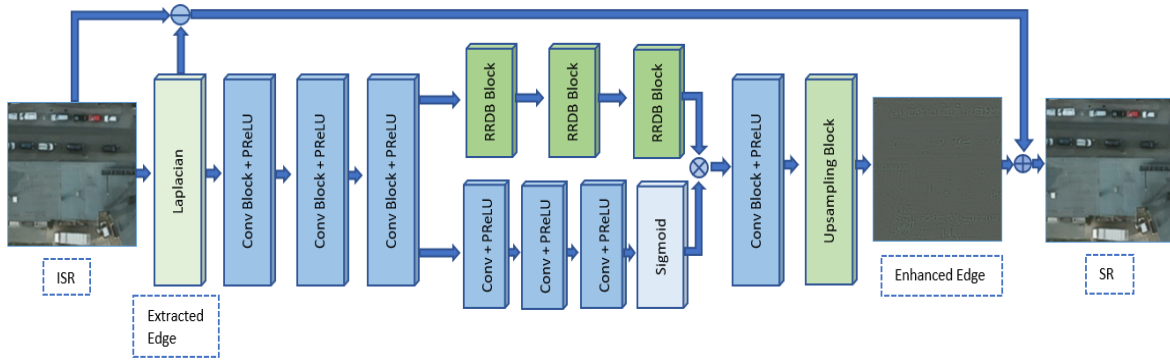 Laplacian
Conv Block + PReLU
Conv Block + PReLU
Conv Block + PReLU
RRDB Block
RRDB Block
RRDB Block
Conv + PReLU
Conv + PReLU
Conv + PReLU
Sigmoid
Conv Block + PReLU
Upsampling Block
ISR
Extracted
Edge
Enhanced Edge
SR